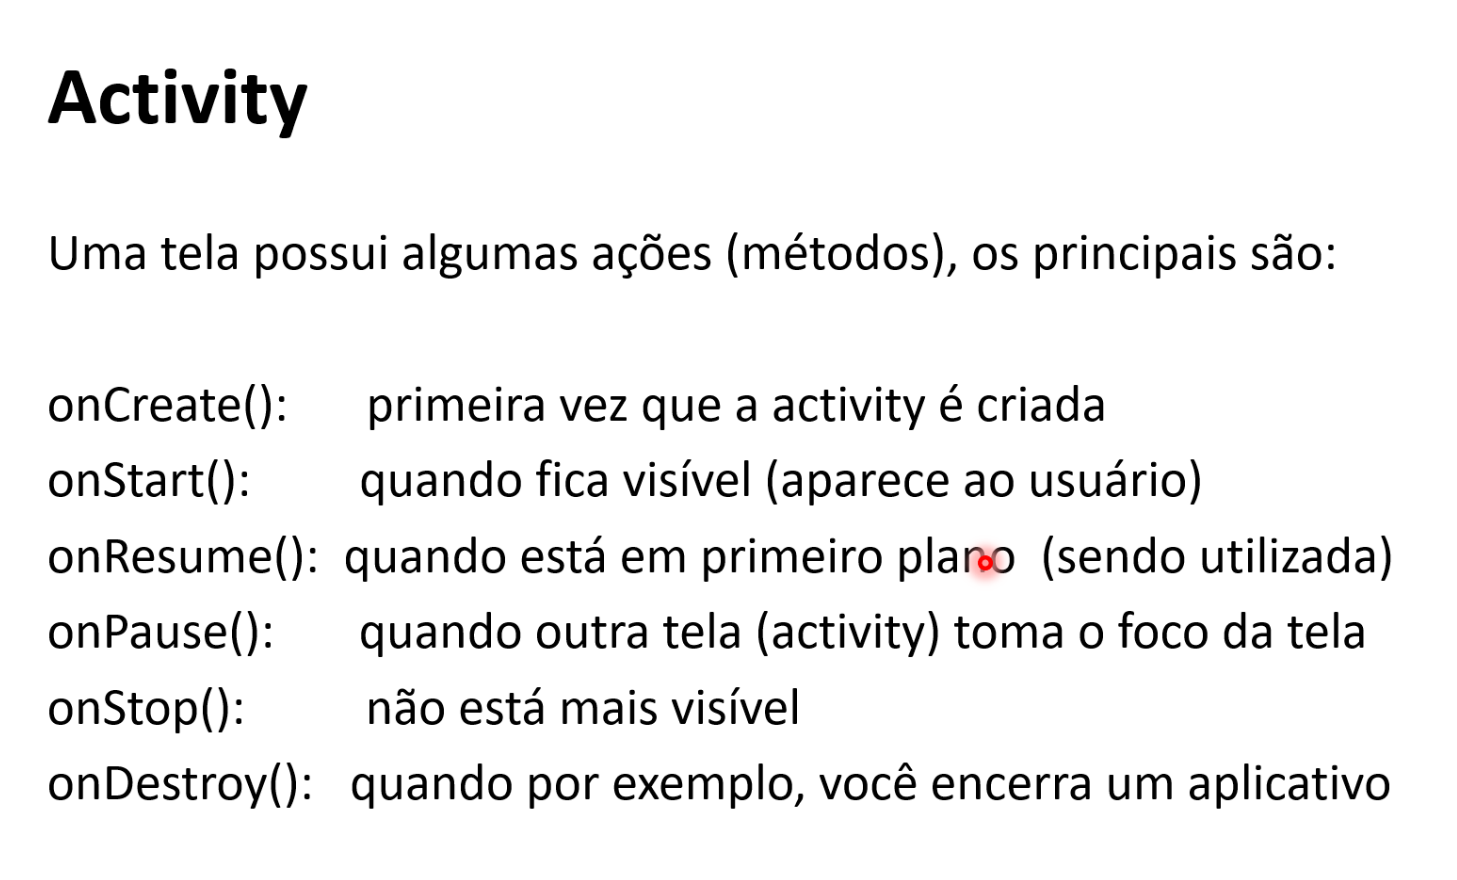 Activity
Uma tela possui algumas ações (métodos), os principais são:
onCreate(): primeira vez que a activity é criada
onStart(): quando fica visível (aparece ao usuário)
onResume(): quando está em primeiro plano (sendo utilizada)
onPause(): quando outra tela (activity) toma o foco da tela
onStop(): não está mais visível
onDestroy(): quando por exemplo, você encerra um aplicativo